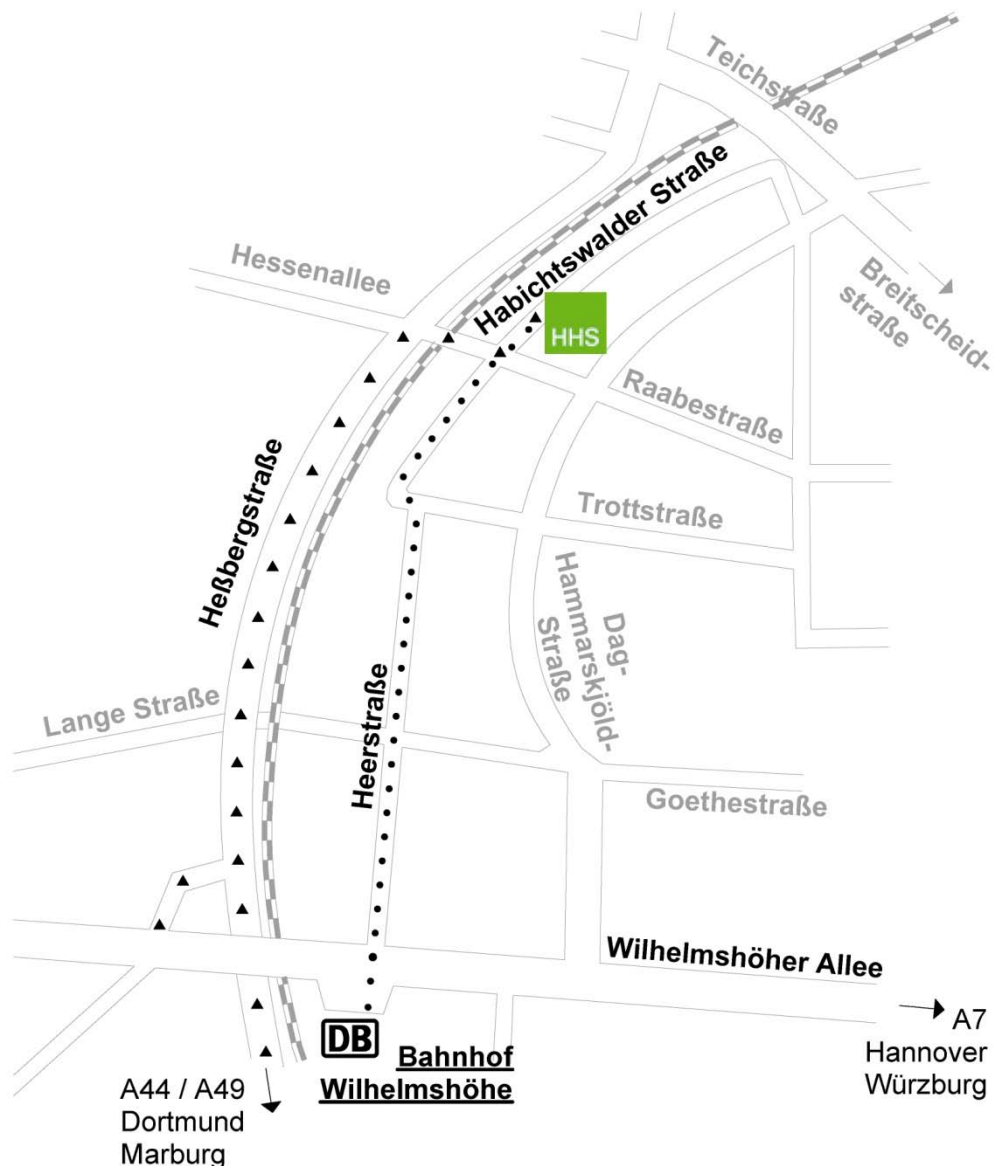 Teichstraße
Habichtswalder Straße
Hessenallee
Breitscheid-
straße
HHS
Raabestraße
Heßbergstraße
Trottstraße
Dag-
Hammarskjöld-
Straße
Lange Straße
Heerstraße
Goethestraße
Wilhelmshöher Allee
DB
Bahnhof
Wilhelmshöhe
A7
Hannover
Würzburg
A44 / A49
Dortmund
Marburg